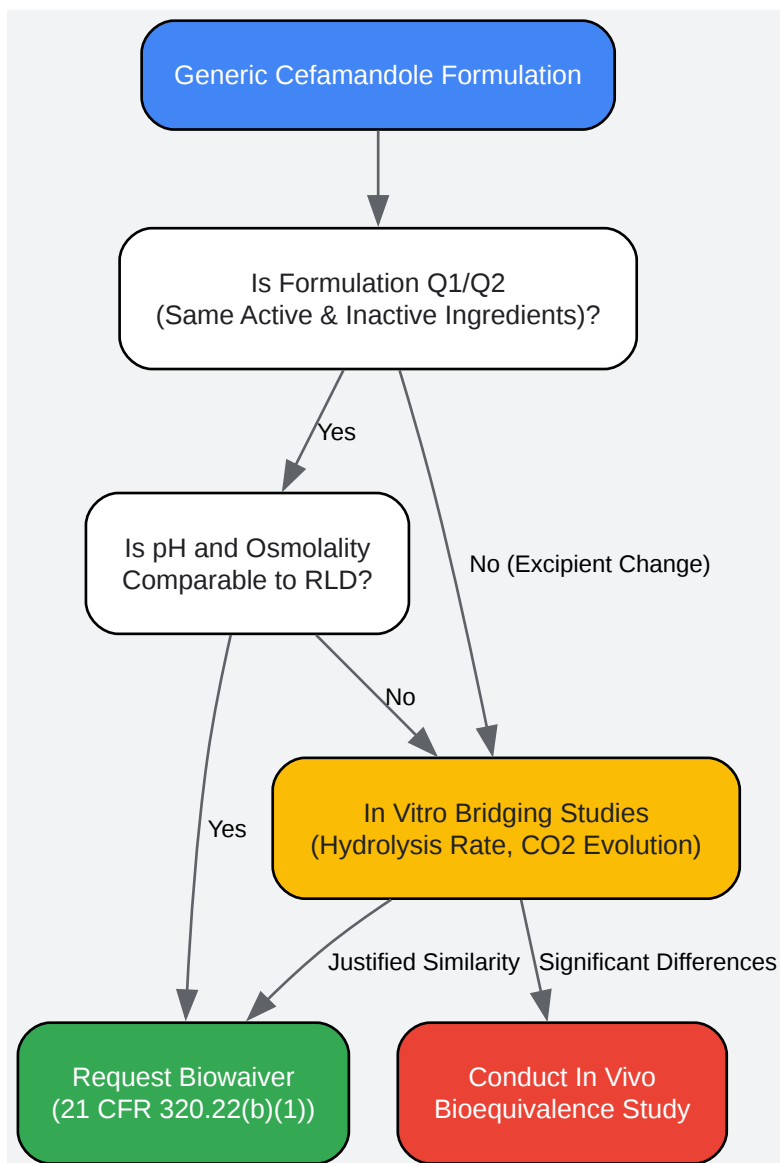 Generic Cefamandole Formulation
Is Formulation Q1/Q2
(Same Active & Inactive Ingredients)?
Yes
Is pH and Osmolality
Comparable to RLD?
No (Excipient Change)
No
In Vitro Bridging Studies
(Hydrolysis Rate, CO2 Evolution)
Yes
Justified Similarity
Significant Differences
Request Biowaiver
(21 CFR 320.22(b)(1))
Conduct In Vivo
Bioequivalence Study